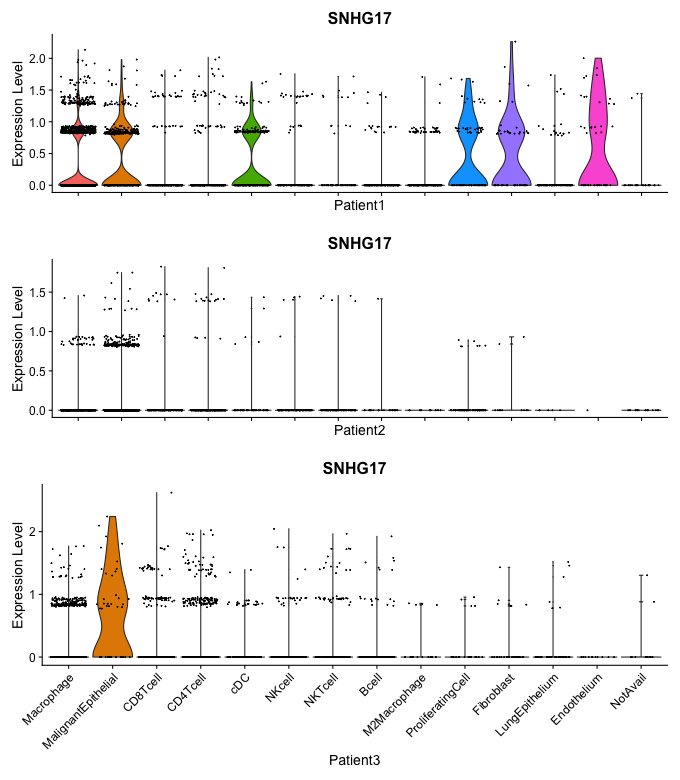 SNHG17
Expression Level
2.0
1.5
1.0
0.5
0.0
Patient1
SNHG17
Expression Level
1.5
1.0
0.5
0.0
Patient2
SNHG17
Expression Level
2
1
0
Macrophage
MalignantEpithelial
CD8Tcell
CD4Tcell
cDC
NKcell
NKTcell
Bcell
M2Macrophage
ProliferatingCell
Fibroblast
LungEpithelium
Endothelium
NotAvail
Patient3